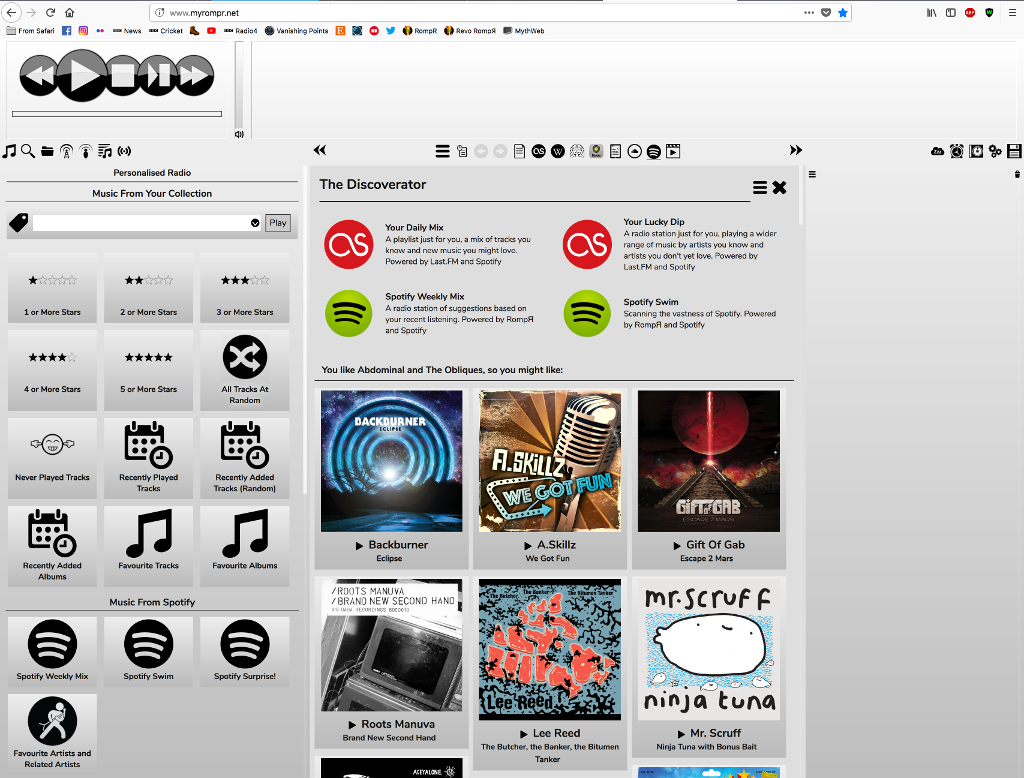 www.myrompr.net
From Safari
News
Cricket
Radio4
Vanishing Points
RompR
Revo RompЯ
MythWeb
Personalised Radio
Music From Your Collection
Play
1 or More Stars
2 or More Stars
3 or More Stars
4 or More Stars
5 or More Stars
All Tracks At
Random
Never Played Tracks
Recently Played
Tracks
Recently Added
Tracks (Random)
Recently Added
Albums
Favourite Tracks
Favourite Albums
Music From Spotify
Spotify Weekly Mix
Spotify Swim
Spotify Surprise!
Favourite Artists and
Related Artists
The Discoverator
Your Daily Mix
A playlist just for you, a mix of tracks you
know and new music you might love.
Powered by Last.FM and Spotify
Your Lucky Dip
A radio station just for you, playing a wider
range of music by artists you know and
artists you don't yet love. Powered by
Last.FM and Spotify
Spotify Weekly Mix
A radio station of suggestions based on
your recent listening. Powered by RompЯ
and Spotify
Spotify Swim
Scanning the vastness of Spotify. Powered
by RompЯ and Spotify
You like Abdominal and The Obliques, so you might like:
BACKBURNER
ECLIPSE
Backburner
Eclipse
A.SKILLZ
WE GOT FUN
A.Skillz
We Got Fun
GIFT OF GAB
ESCAPE 2 MARS
Gift Of Gab
Escape 2 Mars
/ROOTS MANUVA
/BRAND NEW SECOND HAND
Roots Manuva
Brand New Second Hand
The Butcher, The Banker & The Bitumen Tanker
Lee Reed
Lee Reed
The Butcher, the Banker, the Bitumen
Tanker
mr.scruff
ninja tuna
Mr. Scruff
Ninja Tuna with Bonus Bait
ACEYALONE